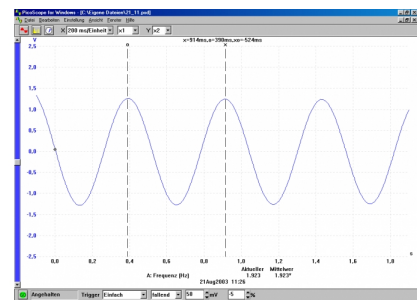 PicoScope for Windows - [C:\Eigene Dateien\21_11.psd]
Datei Bearbeiten Einstellung Ansicht Fenster Hilfe
X 200 ms/Einheit x1 Y x2
x=914ms,o=390ms,xo=524ms
V
2,5
2,0
1,5
1,0
0,5
0,0
-0,5
-1,0
-1,5
-2,0
-2,5
0,0 0,2 0,4 0,6 0,8 1,0 1,2 1,4 1,6 1,8
Aktueller Mittelwer
A: Frequenz (Hz) 1.923 1.923*
21Aug2003 11:26
Angehalten Trigger Einfach fallend 50 mV -5 %